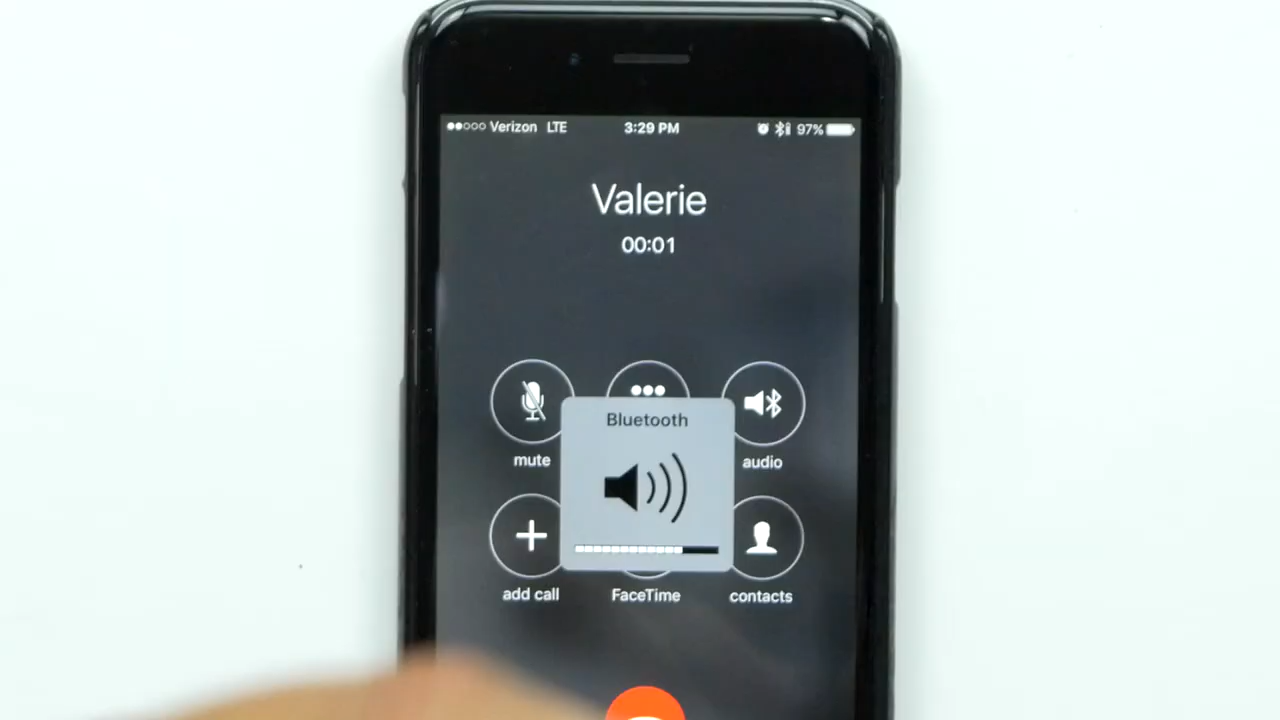 Verizon LTE 3:29 PM 97%
Valerie
00:01
Bluetooth
mute audio
add call FaceTime contacts